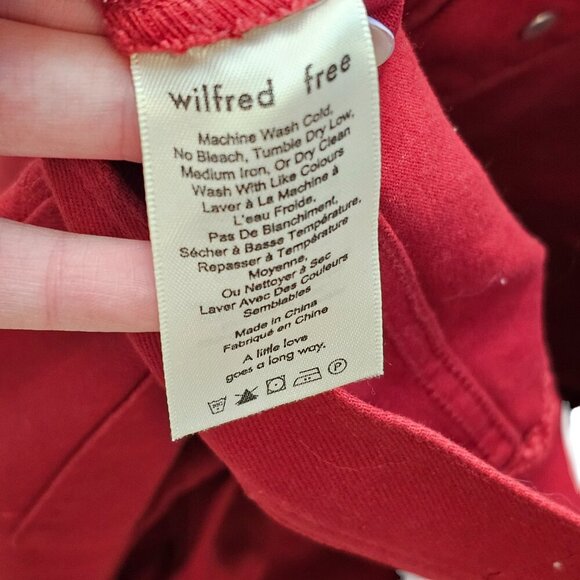 wilfred free
Machine Wash Cold,
No Bleach, Tumble Dry Low,
Medium Iron, Or Dry Clean
Wash With Like Colours
Laver à La Machine à
L'eau Froide,
Pas De Blanchiment,
Sécher à Basse Température,
Repasser à Température
Moyenne,
Ou Nettoyer à Sec
Laver Avec Des Couleurs
Semblables
Made in China
Fabriqué en Chine
A little love
goes a long way.
P